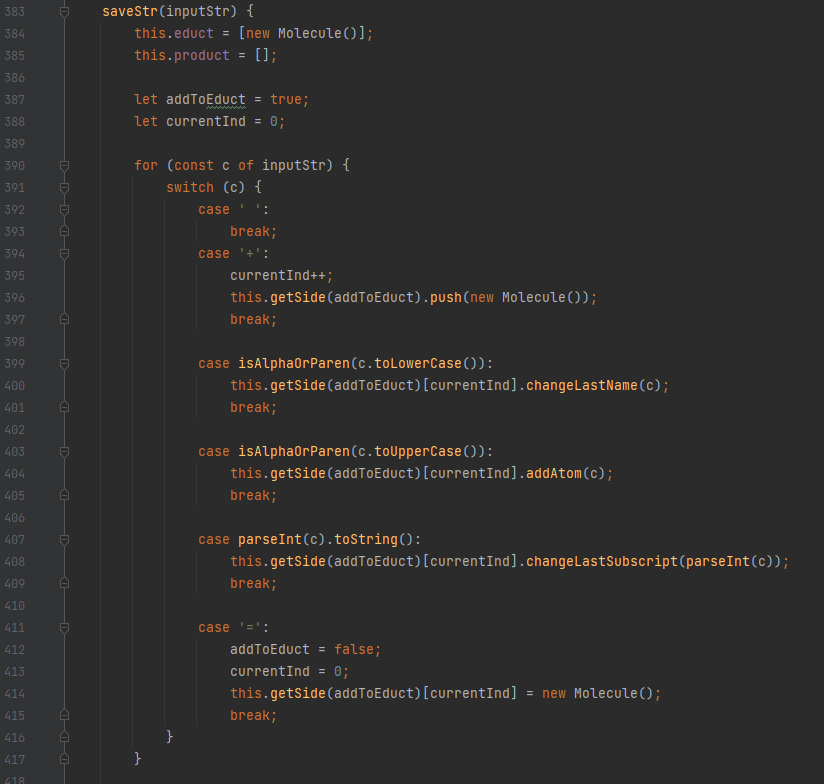 383 saveStr(inputStr) {
384 this.educt = [new Molecule()];
385 this.product = [];
386
387 let addToEduct = true;
388 let currentInd = 0;
389
390 for (const c of inputStr) {
391 switch (c) {
392 case ' ':
393 break;
394 case '+':
395 currentInd++;
396 this.getSide(addToEduct).push(new Molecule());
397 break;
398
399 case isAlphaOrParen(c.toLowerCase()):
400 this.getSide(addToEduct)[currentInd].changeLastName(c);
401 break;
402
403 case isAlphaOrParen(c.toUpperCase()):
404 this.getSide(addToEduct)[currentInd].addAtom(c);
405 break;
406
407 case parseInt(c).toString():
408 this.getSide(addToEduct)[currentInd].changeLastSubscript(parseInt(c));
409 break;
410
411 case '=':
412 addToEduct = false;
413 currentInd = 0;
414 this.getSide(addToEduct)[currentInd] = new Molecule();
415 break;
416 }
417 }
418